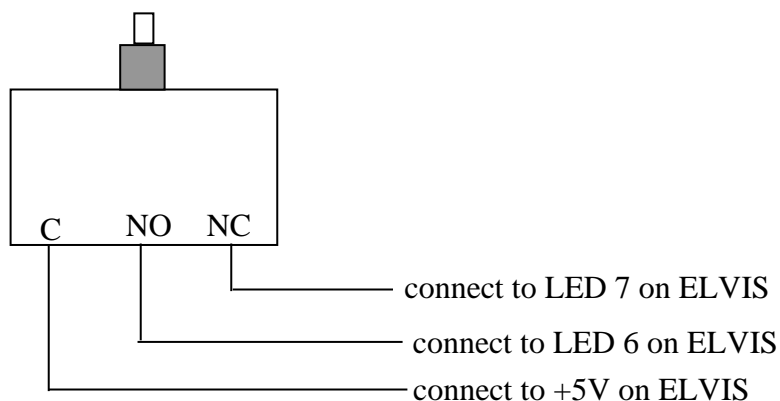 C NO NC
connect to LED 7 on ELVIS
connect to LED 6 on ELVIS
connect to +5V on ELVIS